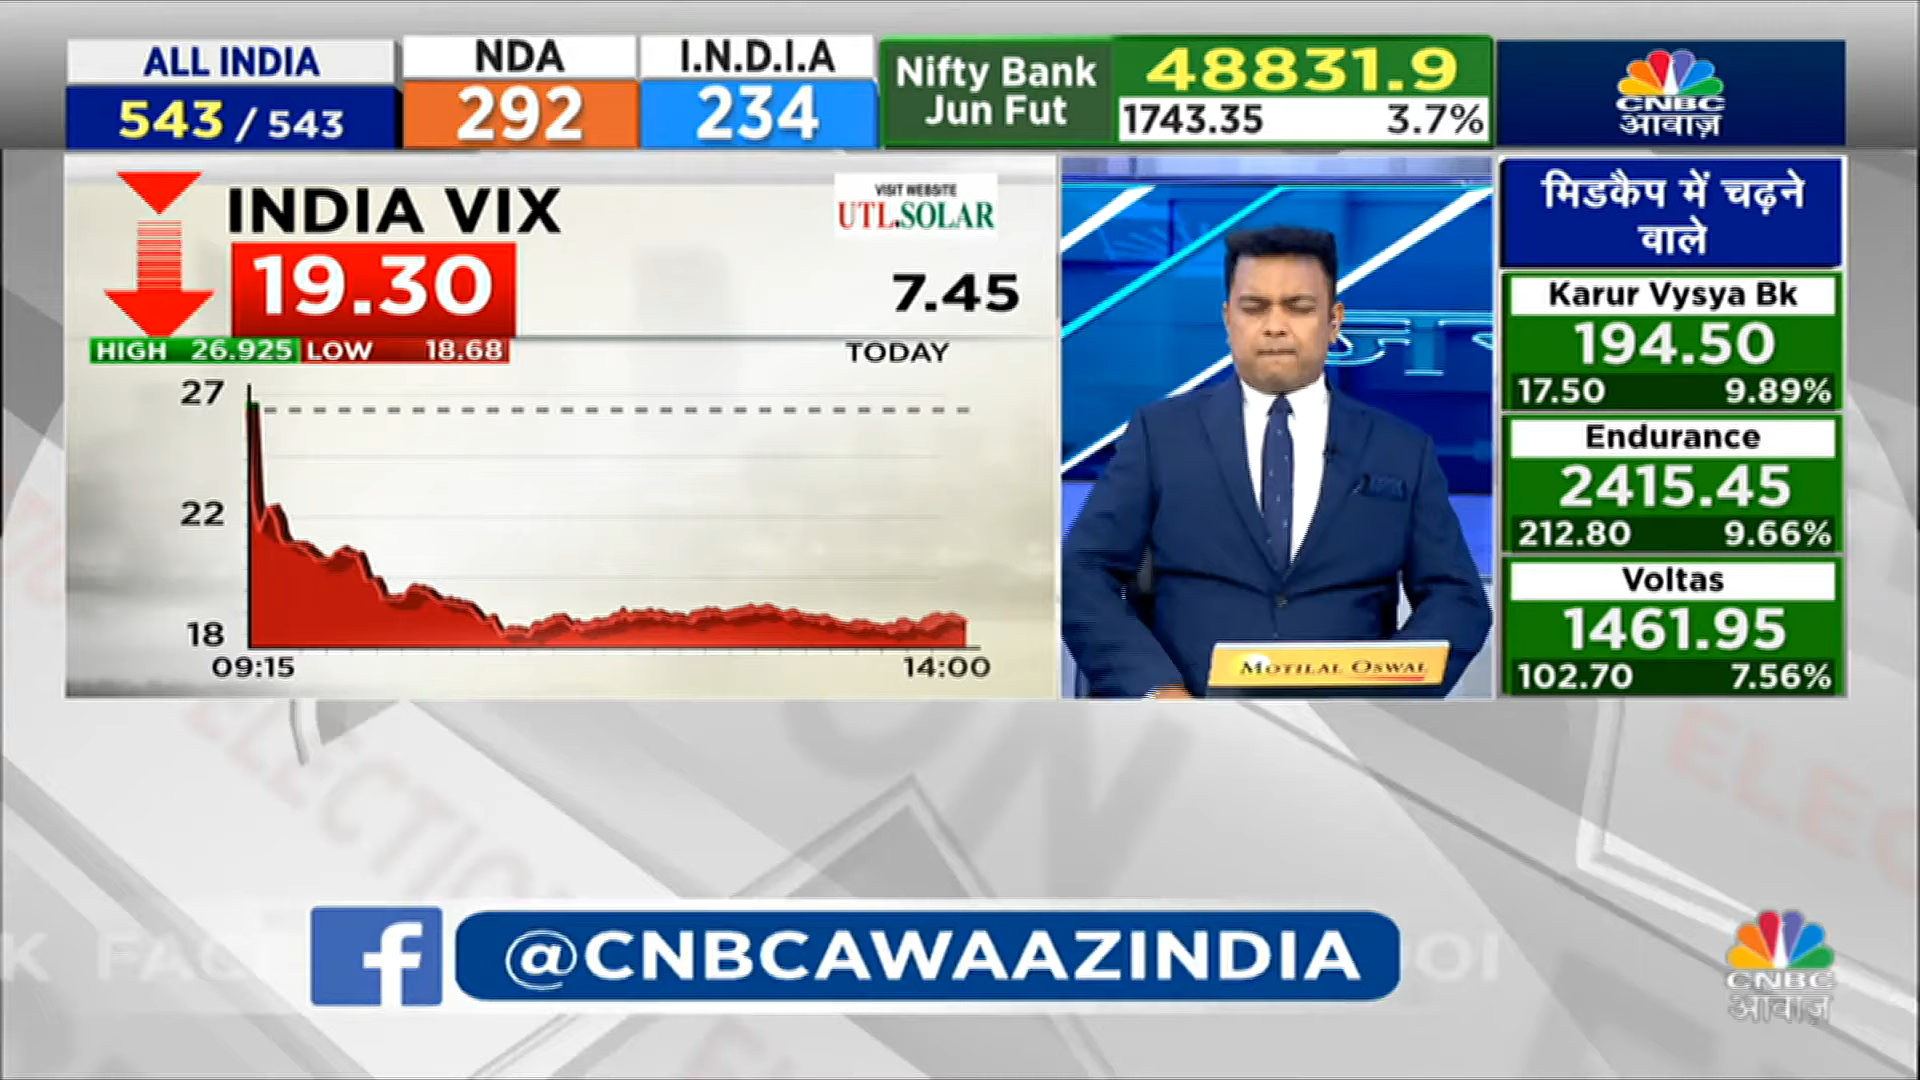 ALL INDIA
543 / 543
NDA
292
I.N.D.I.A
234
Nifty Bank
Jun Fut
48831.9
1743.35 3.7%
CNBC
आवाज़
INDIA VIX
19.30
VISIT WEBSITE
UTL.SOLAR
7.45
HIGH 26.925 LOW 18.68
TODAY
27
22
18
09:15 14:00
MOTILAL OSWAL
मिडकैप में चढ़ने
वाले
Karur Vysya Bk
194.50
17.50 9.89%
Endurance
2415.45
212.80 9.66%
Voltas
1461.95
102.70 7.56%
f @CNBCAWAAZINDIA
CNBC
आवाज़